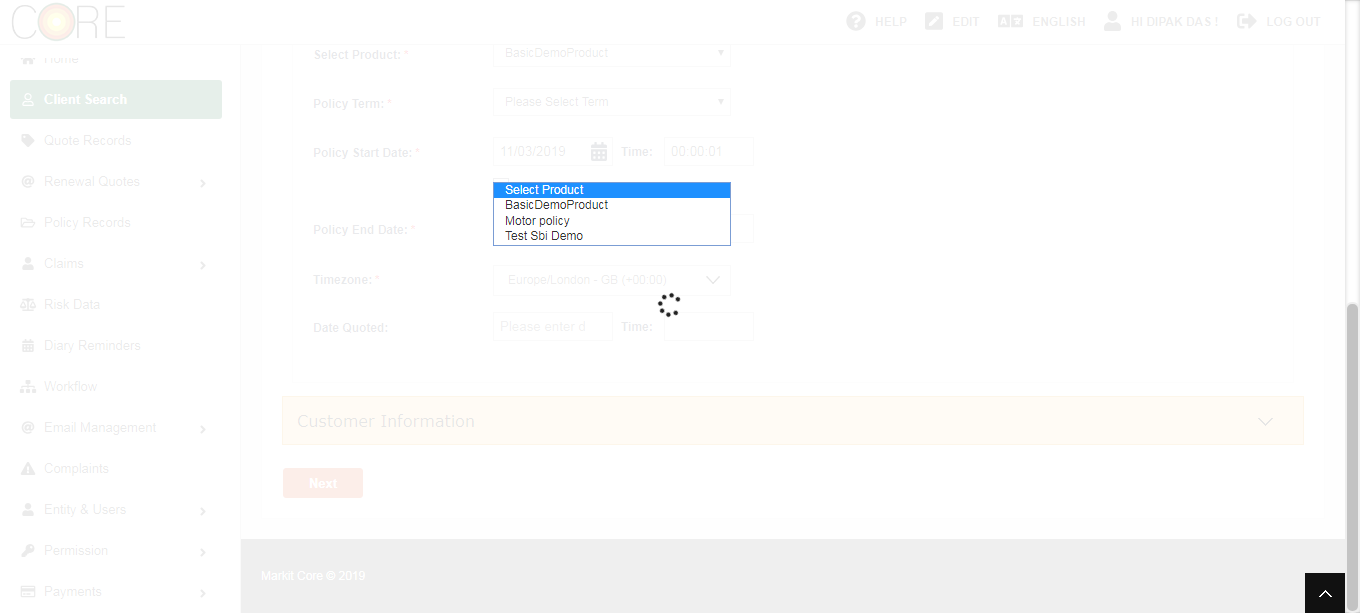 CORE
HELP
EDIT
ENGLISH
HI DIPAK DAS !
LOG OUT
Home
Client Search
Quote Records
Renewal Quotes
Policy Records
Claims
Risk Data
Diary Reminders
Workflow
Email Management
Complaints
Entity & Users
Permission
Payments
Select Product: *
BasicDemoProduct
Policy Term: *
Please Select Term
Policy Start Date: *
11/03/2019
Time:
00:00:01
Select Product
BasicDemoProduct
Motor policy
Test Sbi Demo
Policy End Date: *
Timezone: *
Europe/London - GB (+00:00)
Date Quoted:
Please enter d
Time:
Customer Information
Next
Markit Core © 2019